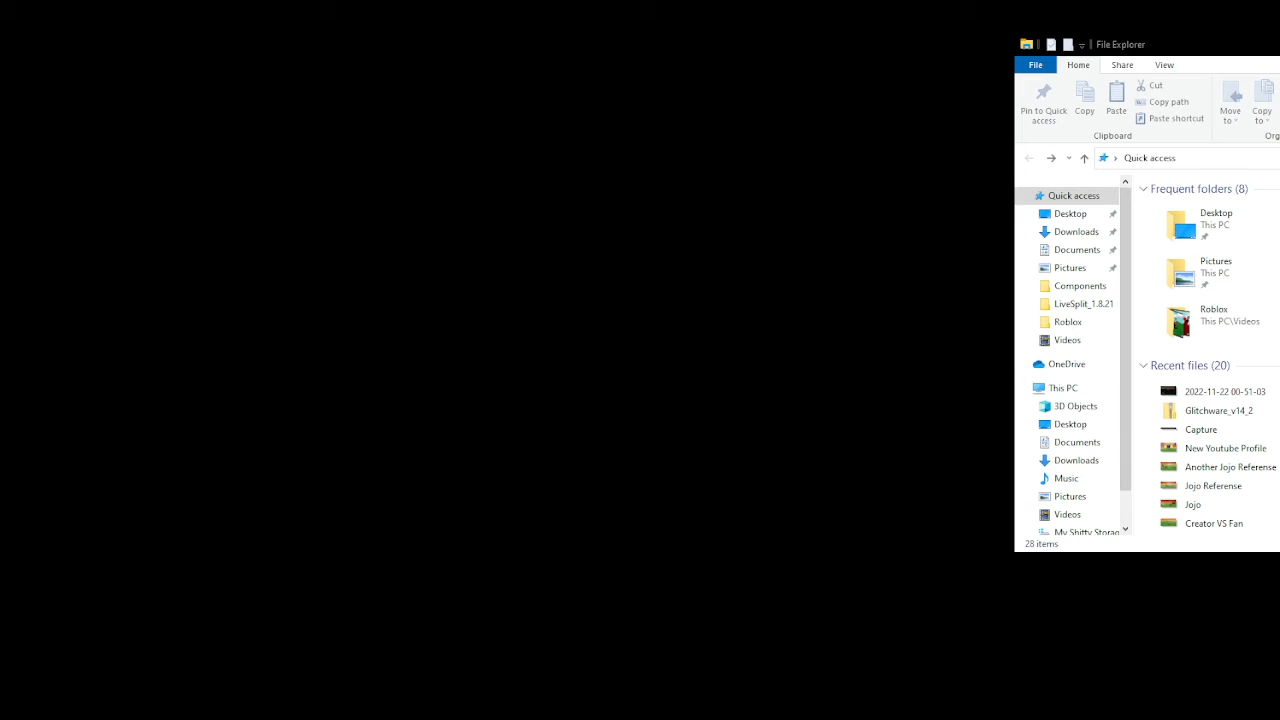 File Explorer
File Home Share View
Pin to Quick access
Copy
Paste
Cut
Copy path
Paste shortcut
Move to
Copy to
Clipboard
Org
Quick access
Quick access
Desktop
Downloads
Documents
Pictures
Components
LiveSplit_1.8.21
Roblox
Videos
OneDrive
This PC
3D Objects
Desktop
Documents
Downloads
Music
Pictures
Videos
My Shitty Storag
28 items
Frequent folders (8)
Desktop
This PC
Pictures
This PC
Roblox
This PC\Videos
Recent files (20)
2022-11-22 00-51-03
Glitchware_v14_2
Capture
New Youtube Profile
Another Jojo Referense
Jojo Referense
Jojo
Creator VS Fan